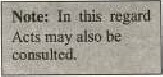 Note: In this regard
Acts may also be
consulted.